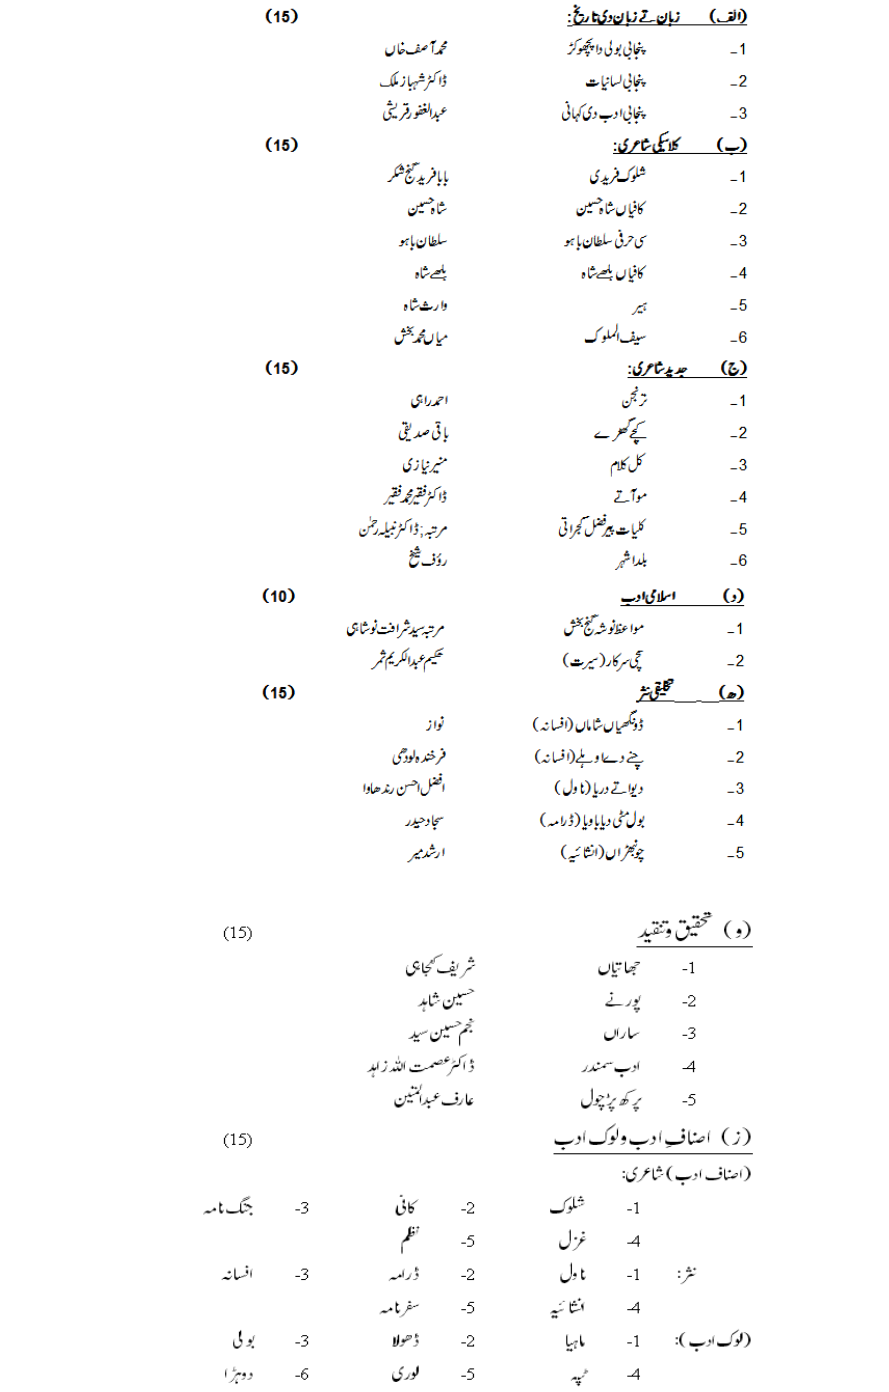 (الف) زبان تے زبان دی تاریخ: (15)
1۔ پنجابی بولی دا پچھوکڑ محمد آصف خاں
2۔ پنجابی لسانیات ڈاکٹر شہباز ملک
3۔ پنجابی ادب دی کہانی عبدالغفور قریشی
(ب) کلاسیکی شاعری: (15)
1۔ شلوک فریدی بابا فرید گنج شکر
2۔ کافیاں شاہ حسین شاہ حسین
3۔ سی حرفی سلطان باہو سلطان باہو
4۔ کافیاں بلھے شاہ بلھے شاہ
5۔ ہیر وارث شاہ
6۔ سیف الملوک میاں محمد بخش
(ج) جدید شاعری: (15)
1۔ ترنجن احمد راہی
2۔ کچے گھڑے باقی صدیقی
3۔ کل کلام منیر نیازی
4۔ موآتے ڈاکٹر فقیر محمد فقیر
5۔ کلیات پیر فضل گجراتی مرتبہ: ڈاکٹر نبیلہ رحمٰن
6۔ بلدا شہر رؤف شیخ
(د) اسلامی ادب (10)
1۔ مواعظ نوشہ گنج بخش مرتبہ سید شرافت نوشاہی
2۔ سچی سرکار (سیرت) حکیم عبدالکریم ثمر
(ھ) تخلیقی نثر (15)
1۔ ڈونگھیاں شاماں (افسانہ) نواز
2۔ چنے دے اوہلے (افسانہ) فرخندہ لودھی
3۔ دیوا تے دریا (ناول) افضل احسن رندھاوا
4۔ بول مٹی دیا باویا (ڈرامہ) سجاد حیدر
5۔ چونبھڑاں (انشائیہ) ارشد میر
(و) تحقیق و تنقید (15)
1- جھاتیاں شریف کنجاہی
2- پورنے حسین شاہد
3- ساراں نجم حسین سید
4- ادب سمندر ڈاکٹر عصمت اللہ زاہد
5- پرکھ پڑچول عارف عبدالمتین
(ز) اصنافِ ادب و لوک ادب (15)
(اصناف ادب) شاعری:
1- شلوک 2- کافی 3- جنگ نامہ
4- غزل 5- نظم
نثر: 1- ناول 2- ڈرامہ 3- افسانہ
4- انشائیہ 5- سفرنامہ
(لوک ادب): 1- ماہیا 2- ڈھولا 3- بولی
4- ٹپہ 5- لوری 6- دوہڑا